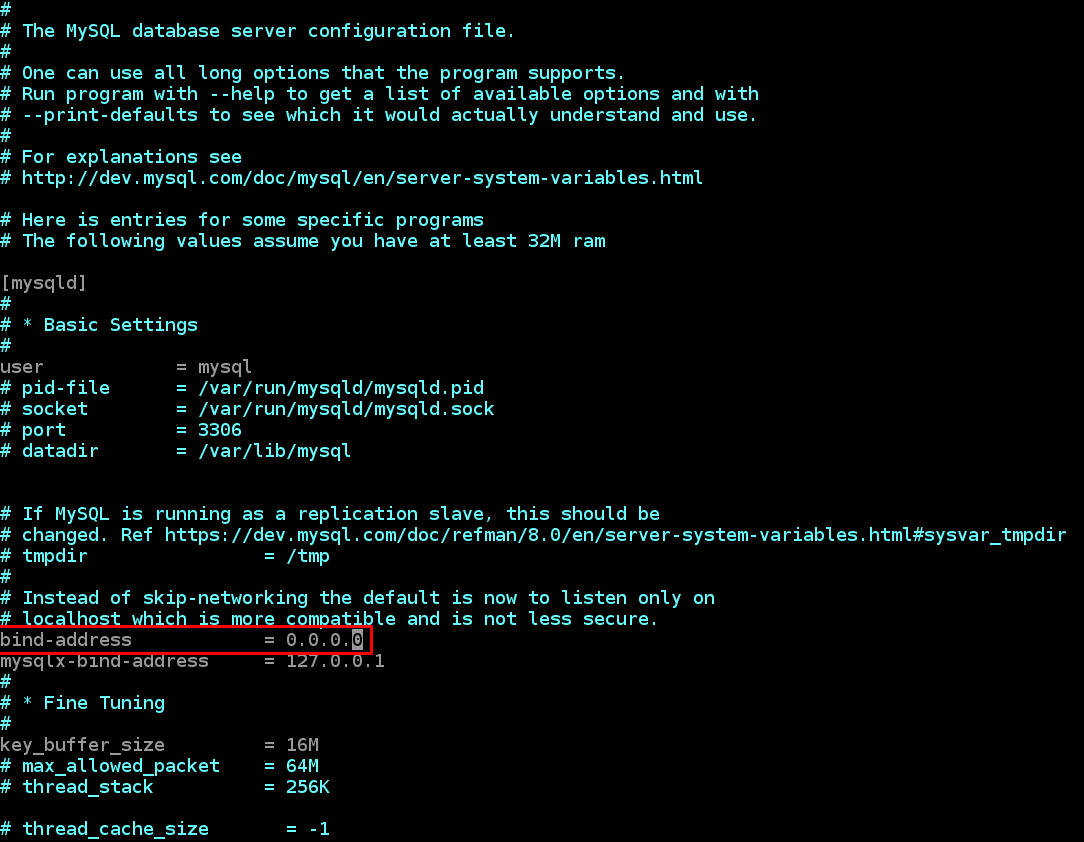 #
# The MySQL database server configuration file.
#
# One can use all long options that the program supports.
# Run program with --help to get a list of available options and with
# --print-defaults to see which it would actually understand and use.
#
# For explanations see
# http://dev.mysql.com/doc/mysql/en/server-system-variables.html
# Here is entries for some specific programs
# The following values assume you have at least 32M ram
[mysqld]
#
# * Basic Settings
#
user            = mysql
# pid-file      = /var/run/mysqld/mysqld.pid
# socket        = /var/run/mysqld/mysqld.sock
# port          = 3306
# datadir       = /var/lib/mysql
# If MySQL is running as a replication slave, this should be
# changed. Ref https://dev.mysql.com/doc/refman/8.0/en/server-system-variables.html#sysvar_tmpdir
# tmpdir                = /tmp
#
# Instead of skip-networking the default is now to listen only on
# localhost which is more compatible and is not less secure.
bind-address            = 0.0.0.0
mysqlx-bind-address     = 127.0.0.1
#
# * Fine Tuning
#
key_buffer_size         = 16M
# max_allowed_packet    = 64M
# thread_stack          = 256K
# thread_cache_size       = -1